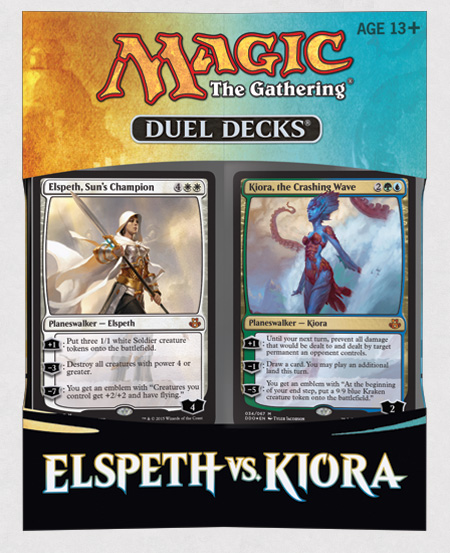 AGE 13+
MAGIC
The Gathering®
DUEL DECKS®
Elspeth, Sun's Champion 4
Planeswalker — Elspeth
+1: Put three 1/1 white Soldier creature
tokens onto the battlefield.
-3: Destroy all creatures with power 4 or
greater.
-7: You get an emblem with "Creatures you
control get +2/+2 and have flying."
4
Kiora, the Crashing Wave 2
Planeswalker — Kiora
+1: Until your next turn, prevent all damage
that would be dealt to and dealt by target
permanent an opponent controls.
-1: Draw a card. You may play an additional
land this turn.
-5: You get an emblem with "At the beginning
of your end step, put a 9/9 blue Kraken
creature token onto the battlefield."
2
ELSPETH VS. KIORA